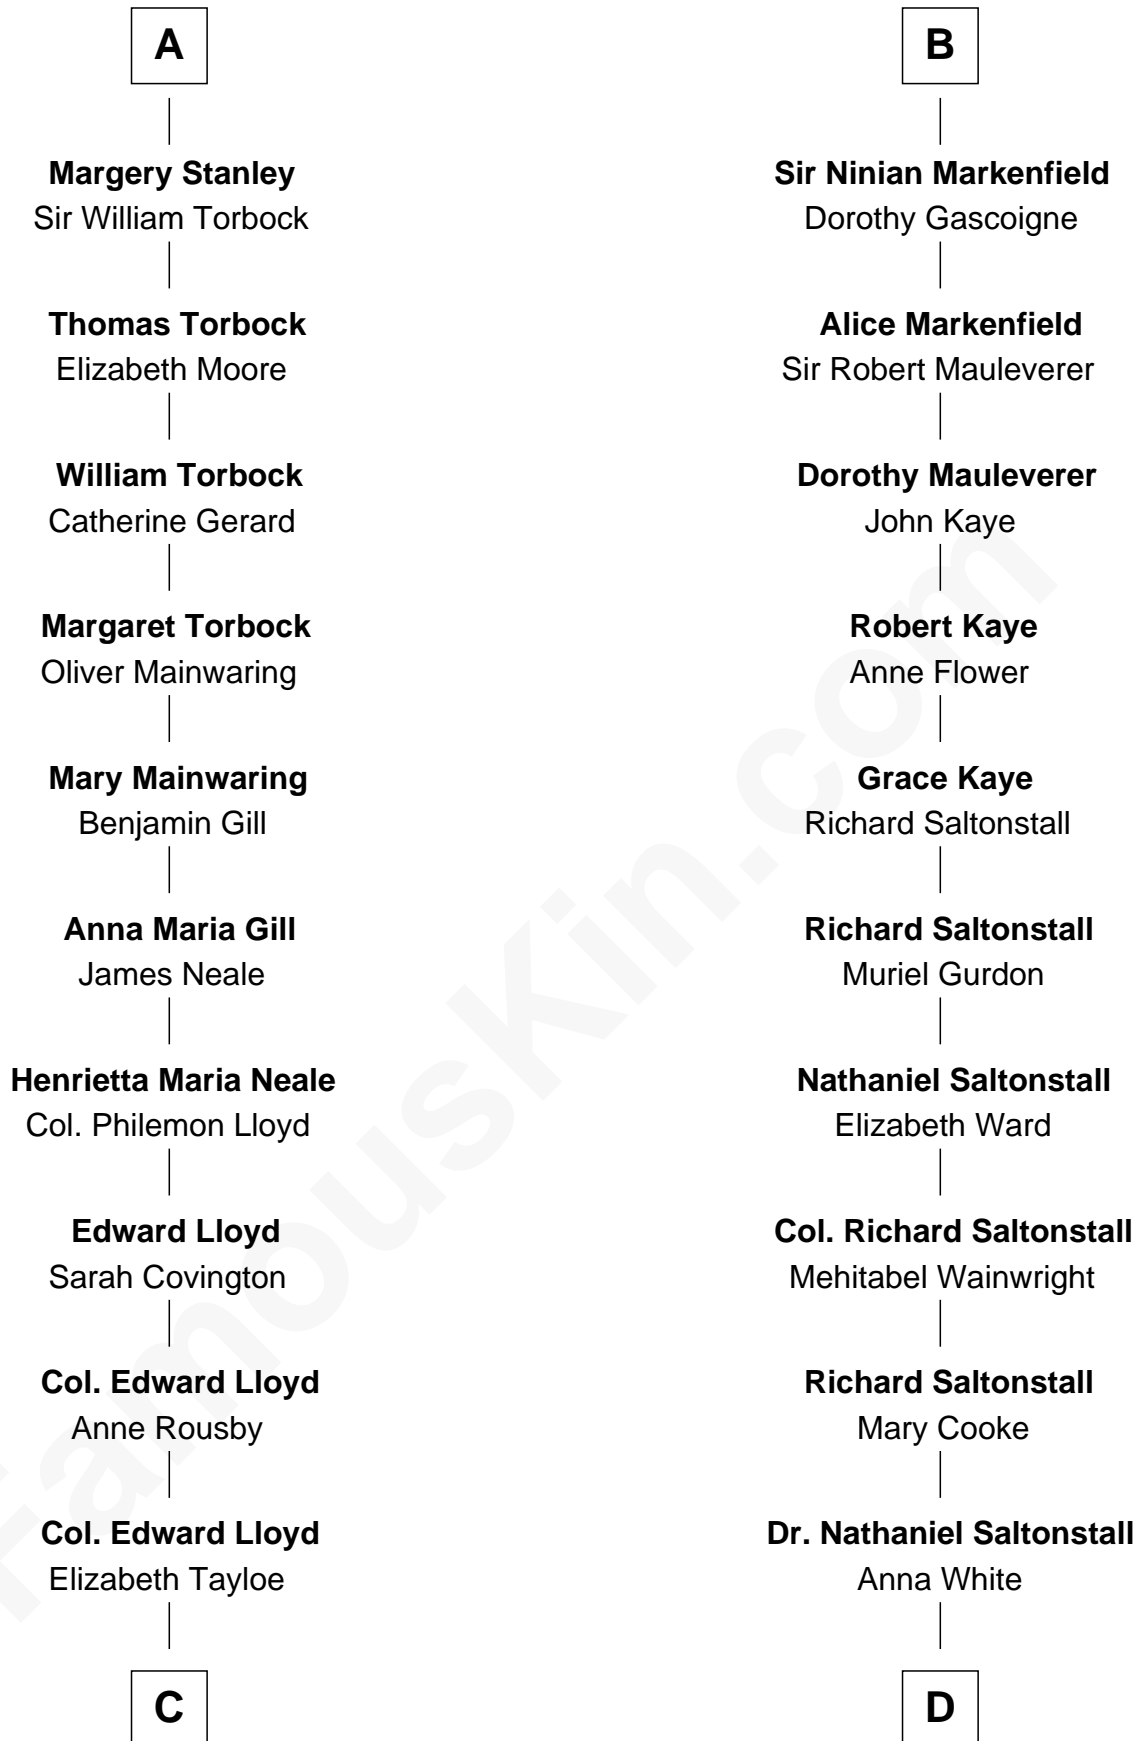 A
Margery Stanley
Sir William Torbock
Thomas Torbock
Elizabeth Moore
William Torbock
Catherine Gerard
Margaret Torbock
Oliver Mainwaring
Mary Mainwaring
Benjamin Gill
Anna Maria Gill
James Neale
Henrietta Maria Neale
Col. Philemon Lloyd
Edward Lloyd
Sarah Covington
Col. Edward Lloyd
Anne Rousby
Col. Edward Lloyd
Elizabeth Tayloe
C
B
Sir Ninian Markenfield
Dorothy Gascoigne
Alice Markenfield
Sir Robert Mauleverer
Dorothy Mauleverer
John Kaye
Robert Kaye
Anne Flower
Grace Kaye
Richard Saltonstall
Richard Saltonstall
Muriel Gurdon
Nathaniel Saltonstall
Elizabeth Ward
Col. Richard Saltonstall
Mehitabel Wainwright
Richard Saltonstall
Mary Cooke
Dr. Nathaniel Saltonstall
Anna White
D
FamousKin.com